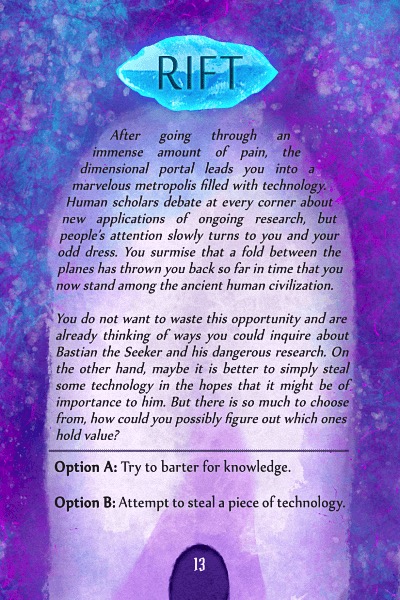 RIFT
After going through an
immense amount of pain, the
dimensional portal leads you into a
marvelous metropolis filled with technology.
Human scholars debate at every corner about
new applications of ongoing research, but
people's attention slowly turns to you and your
odd dress. You surmise that a fold between the
planes has thrown you back so far in time that you
now stand among the ancient human civilization.
You do not want to waste this opportunity and are
already thinking of ways you could inquire about
Bastian the Seeker and his dangerous research. On
the other hand, maybe it is better to simply steal
some technology in the hopes that it might be of
importance to him. But there is so much to choose
from, how could you possibly figure out which ones
hold value?
Option A: Try to barter for knowledge.
Option B: Attempt to steal a piece of technology.
13